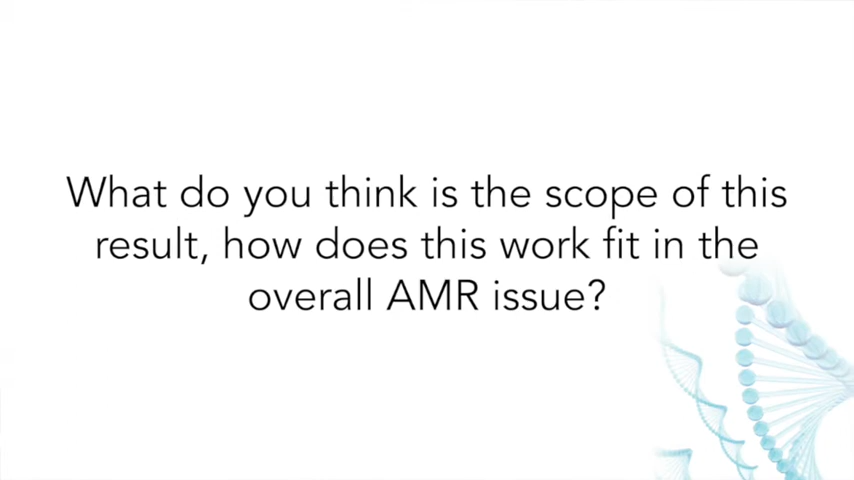 What do you think is the scope of this
result, how does this work fit in the
overall AMR issue?